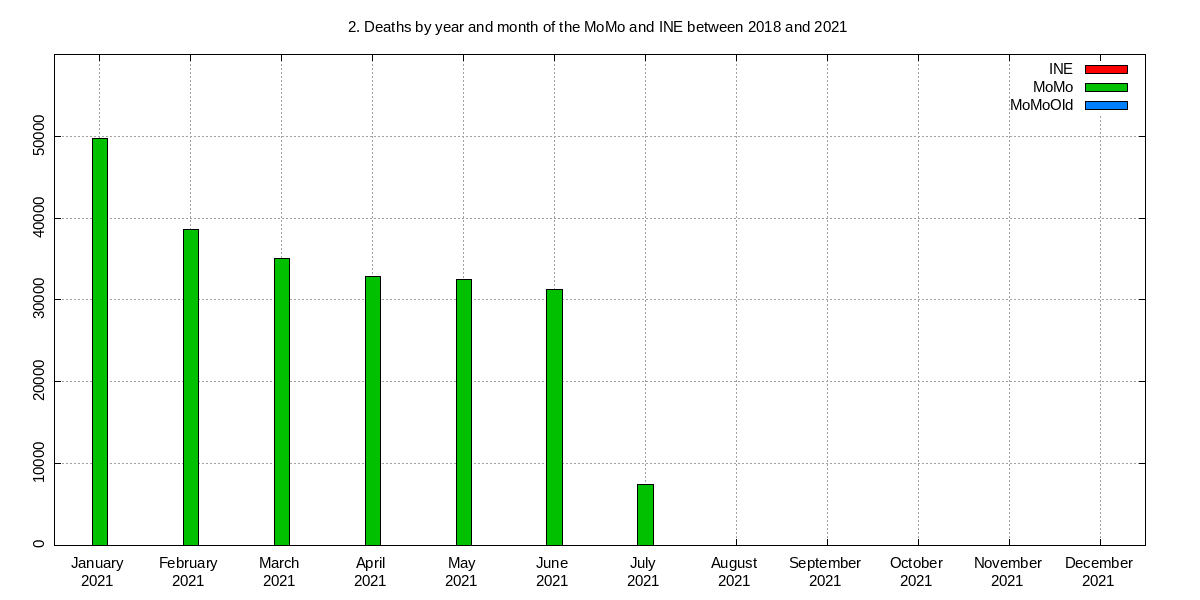 2. Deaths by year and month of the MoMo and INE between 2018 and 2021
INE
MoMo
MoMoOld
50000
40000
30000
20000
10000
0
January February March April May June July August September October November December
2021 2021 2021 2021 2021 2021 2021 2021 2021 2021 2021 2021